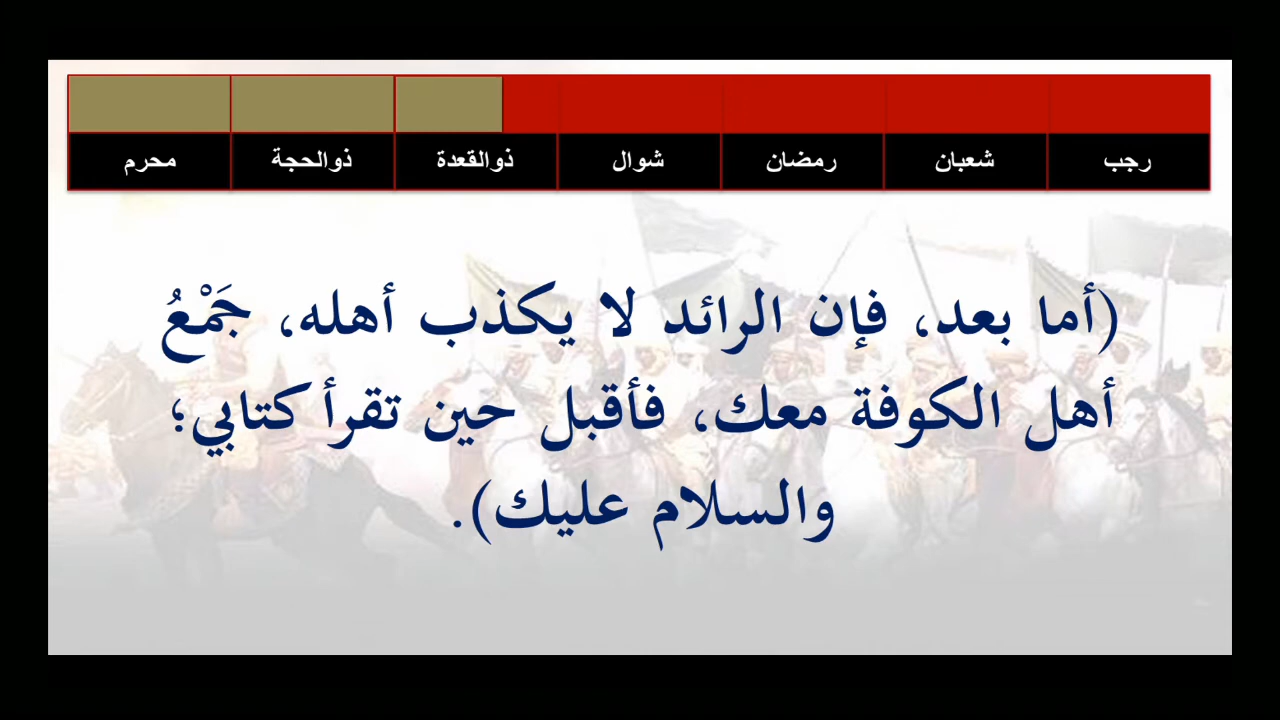 رجب شعبان رمضان شوال ذوالقعدة ذوالحجة محرم
(أما بعد، فإن الرائد لا يكذب أهله، جَمْعُ
أهل الكوفة معك، فأقبل حين تقرأ كتابي؛
والسلام عليك).